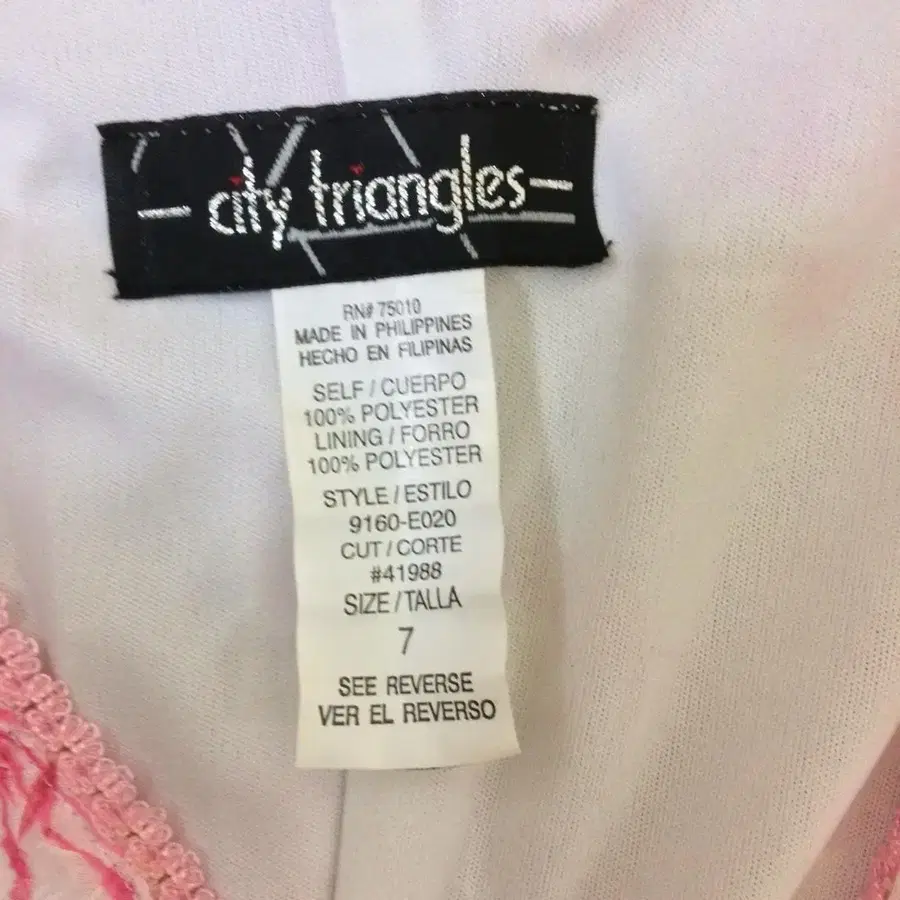 city triangles
RN# 75010
MADE IN PHILIPPINES
HECHO EN FILIPINAS
SELF / CUERPO
100% POLYESTER
LINING / FORRO
100% POLYESTER
STYLE / ESTILO
9160-E020
CUT / CORTE
#41988
SIZE / TALLA
7
SEE REVERSE
VER EL REVERSO